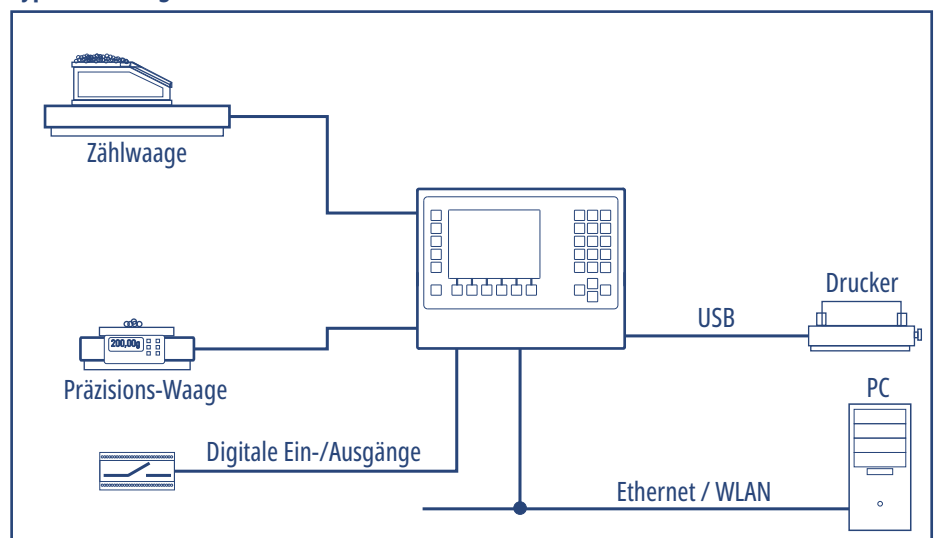 Zählwaage
Drucker
USB
200,00g
Präzisions-Waage
PC
Digitale Ein-/Ausgänge
Ethernet / WLAN